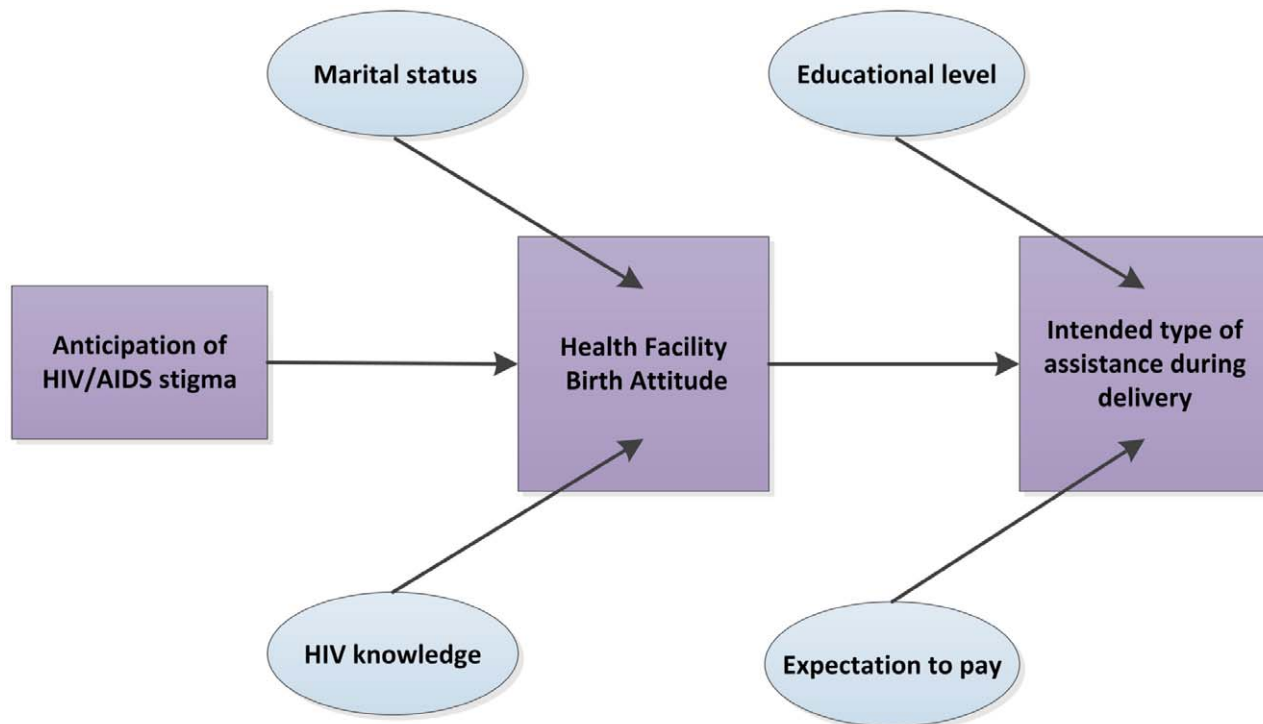 Marital status
Educational level
Anticipation of
HIV/AIDS stigma
Health Facility
Birth Attitude
Intended type of
assistance during
delivery
HIV knowledge
Expectation to pay